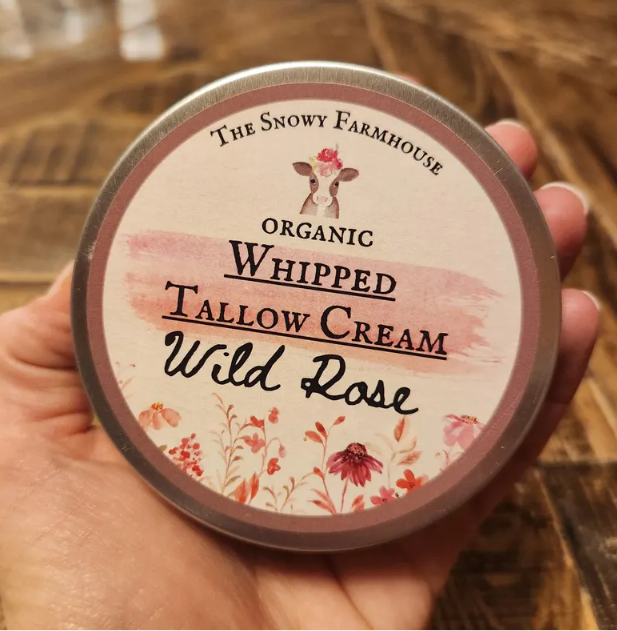 The Snowy Farmhouse
ORGANIC
Whipped
Tallow Cream
Wild Rose